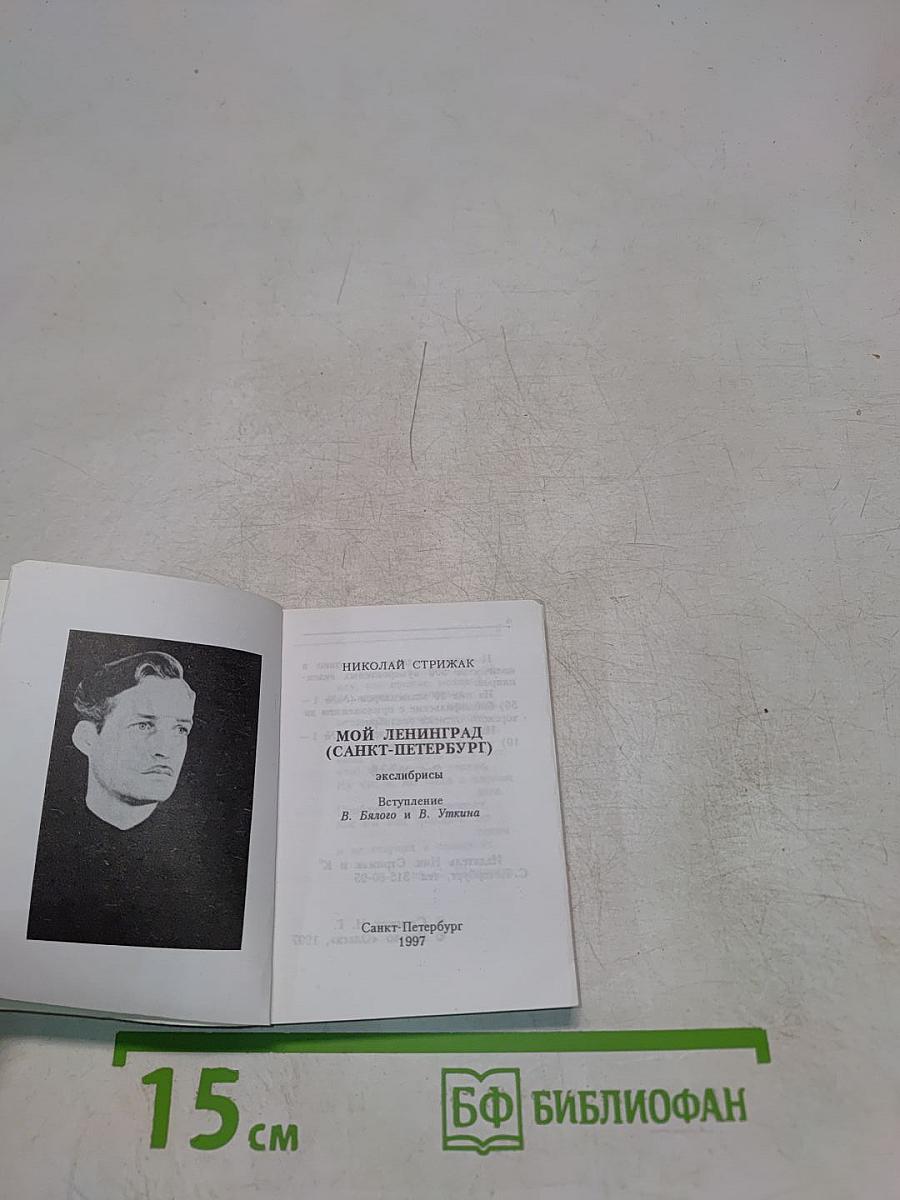 НИКОЛАЙ СТРИЖАК
МОЙ ЛЕНИНГРАД
(САНКТ-ПЕТЕРБУРГ)
экслибрисы
Вступление
В. Бялого и В. Уткина
Санкт-Петербург
1997
15 см
БФ БИБЛИОФАН